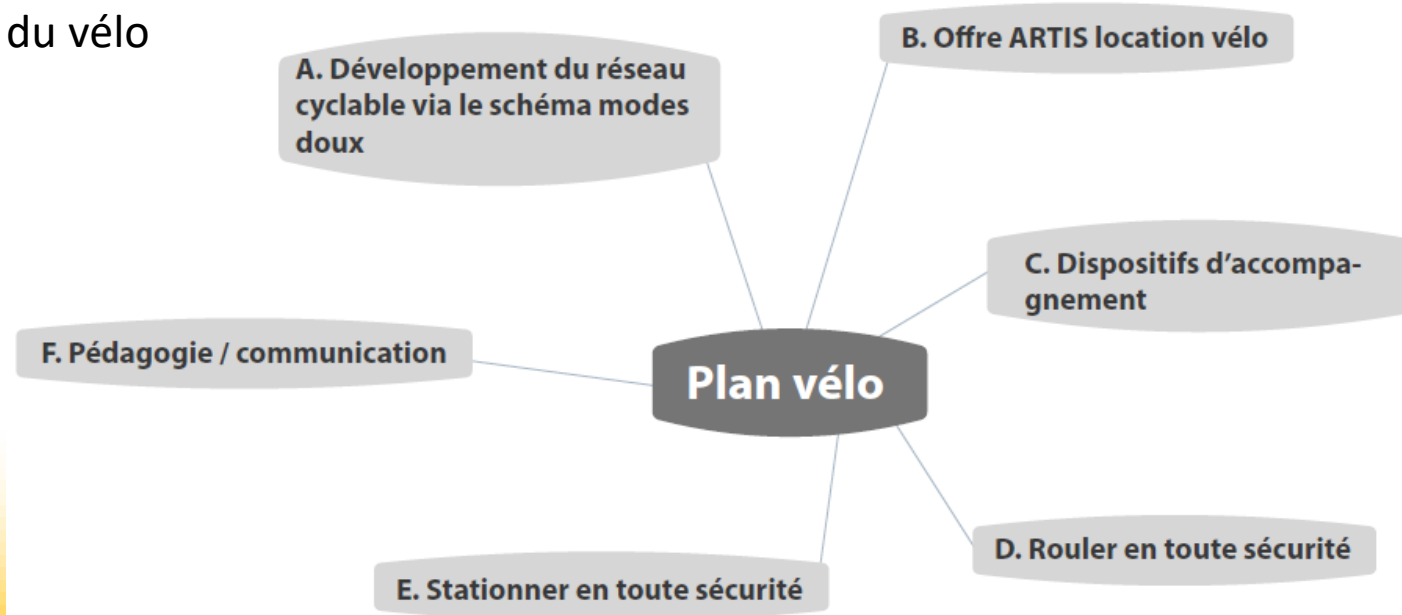 du vélo
A. Développement du réseau
cyclable via le schéma modes
doux
B. Offre ARTIS location vélo
C. Dispositifs d’accompa-
gnement
F. Pédagogie / communication
Plan vélo
D. Rouler en toute sécurité
E. Stationner en toute sécurité